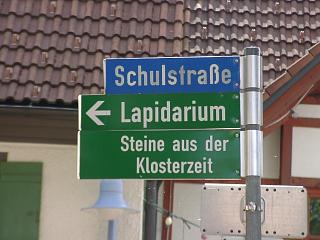 Schulstraße
Lapidarium
Steine aus der
Klosterzeit